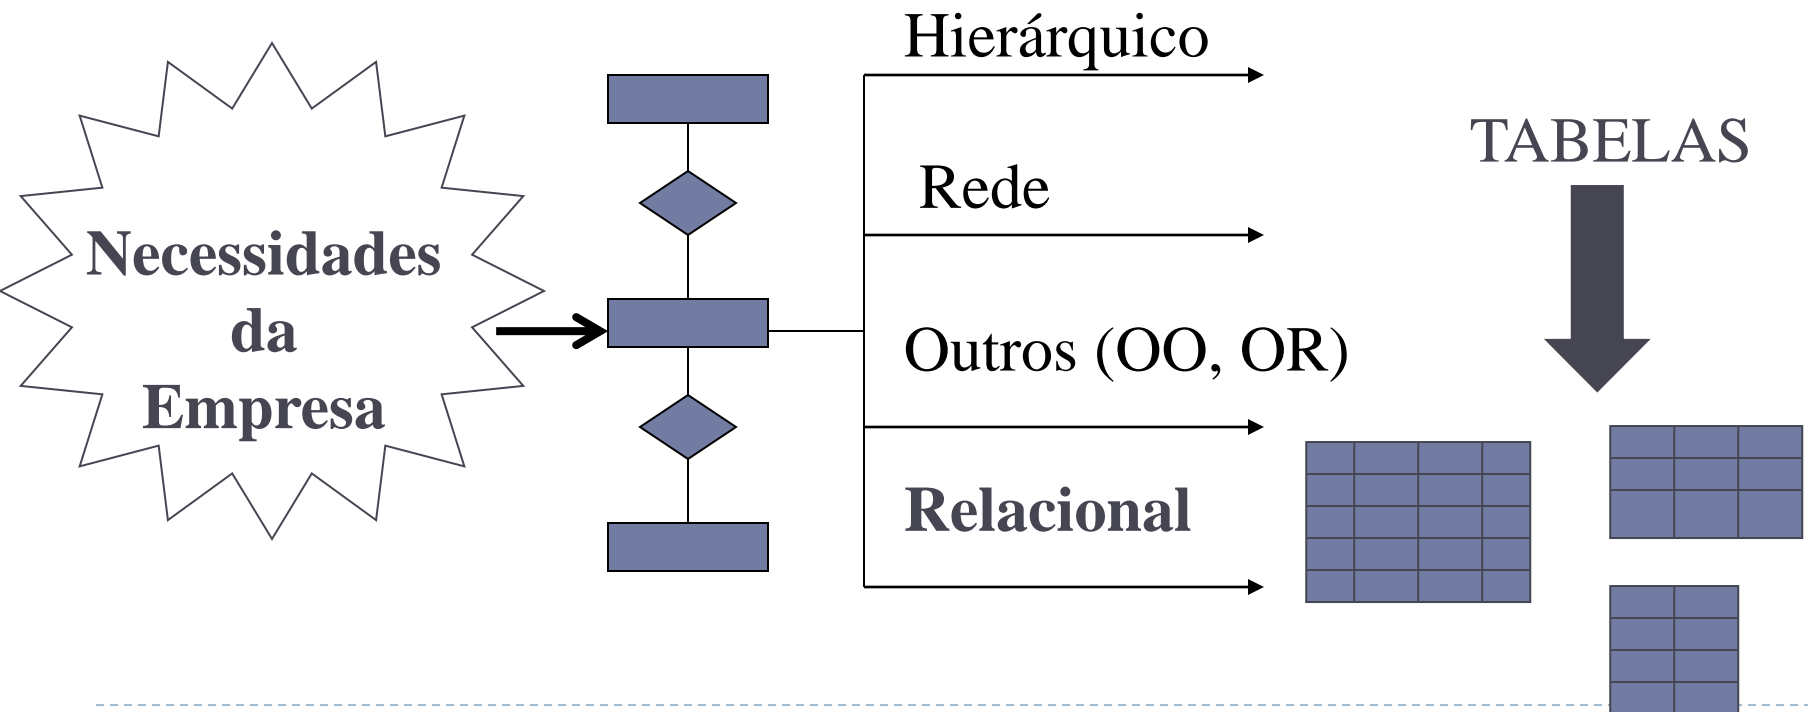 Hierárquico
TABELAS
Rede
Necessidades
da
Empresa
Outros (OO, OR)
Relacional